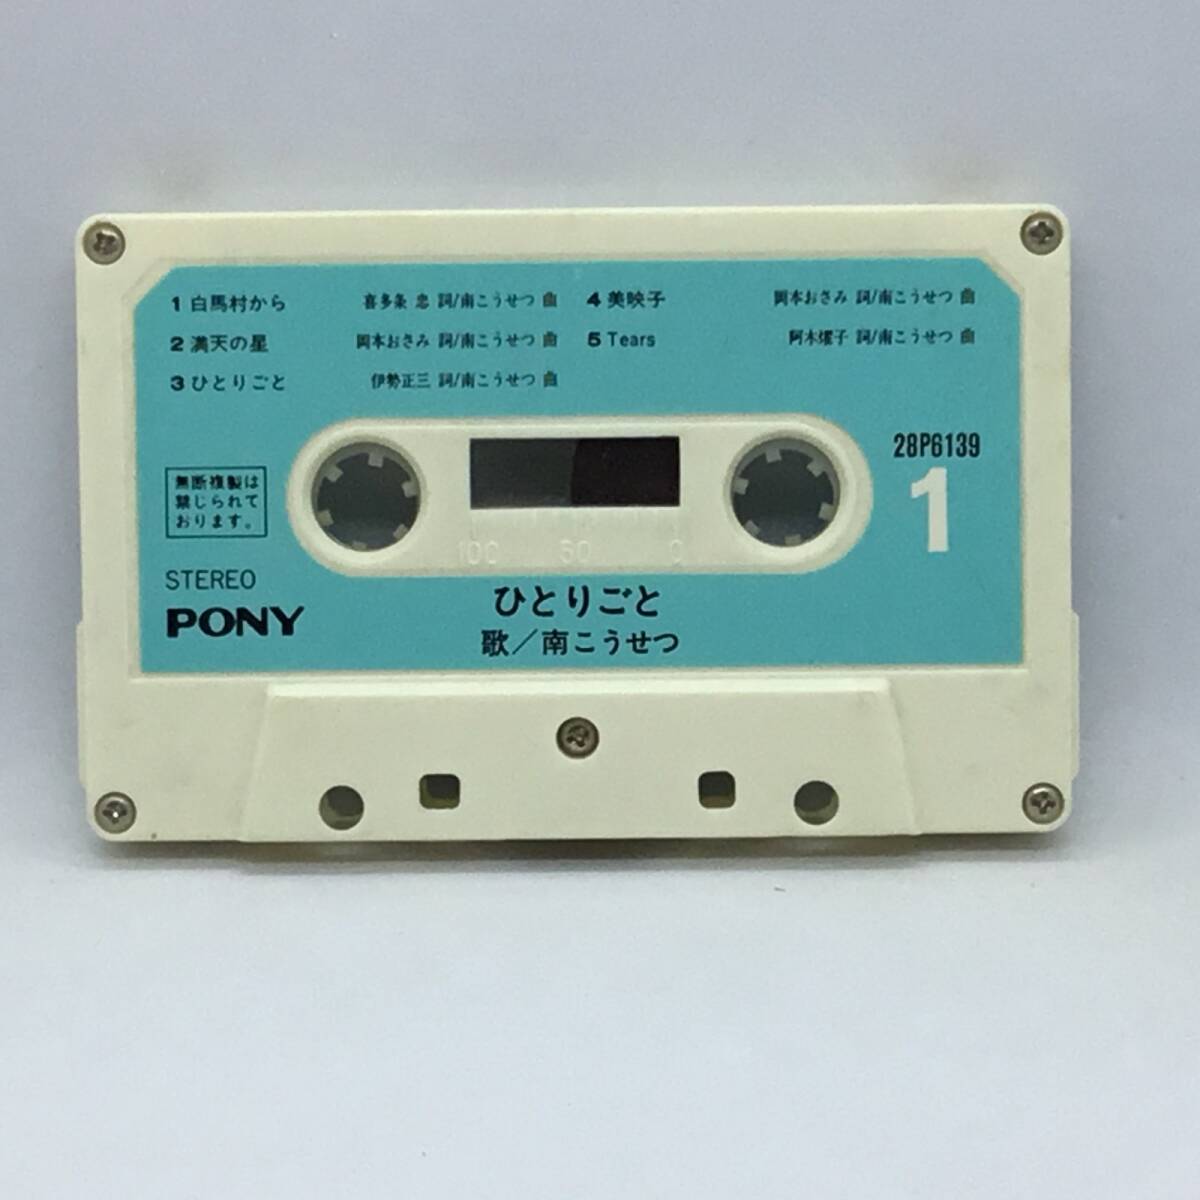 1 白馬村から 喜多条 忠 詞/南こうせつ 曲
2 満天の星 岡本おさみ 詞/南こうせつ 曲
3 ひとりごと 伊勢正三 詞/南こうせつ 曲
4 美映子 岡本おさみ 詞/南こうせつ 曲
5 Tears 阿木燿子 詞/南こうせつ 曲
28P6139
1
無断複製は
禁じられて
おります。
100 50 0
STEREO
PONY
ひとりごと
歌/南こうせつ